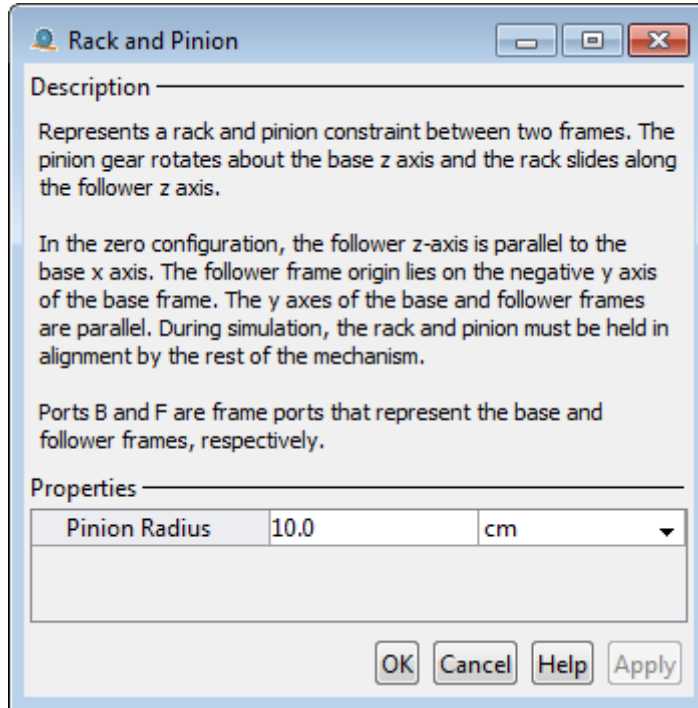 Rack and Pinion
Description
Represents a rack and pinion constraint between two frames. The
pinion gear rotates about the base z axis and the rack slides along
the follower z axis.
In the zero configuration, the follower z-axis is parallel to the
base x axis. The follower frame origin lies on the negative y axis
of the base frame. The y axes of the base and follower frames
are parallel. During simulation, the rack and pinion must be held in
alignment by the rest of the mechanism.
Ports B and F are frame ports that represent the base and
follower frames, respectively.
Properties
Pinion Radius 10.0 cm
OK Cancel Help Apply